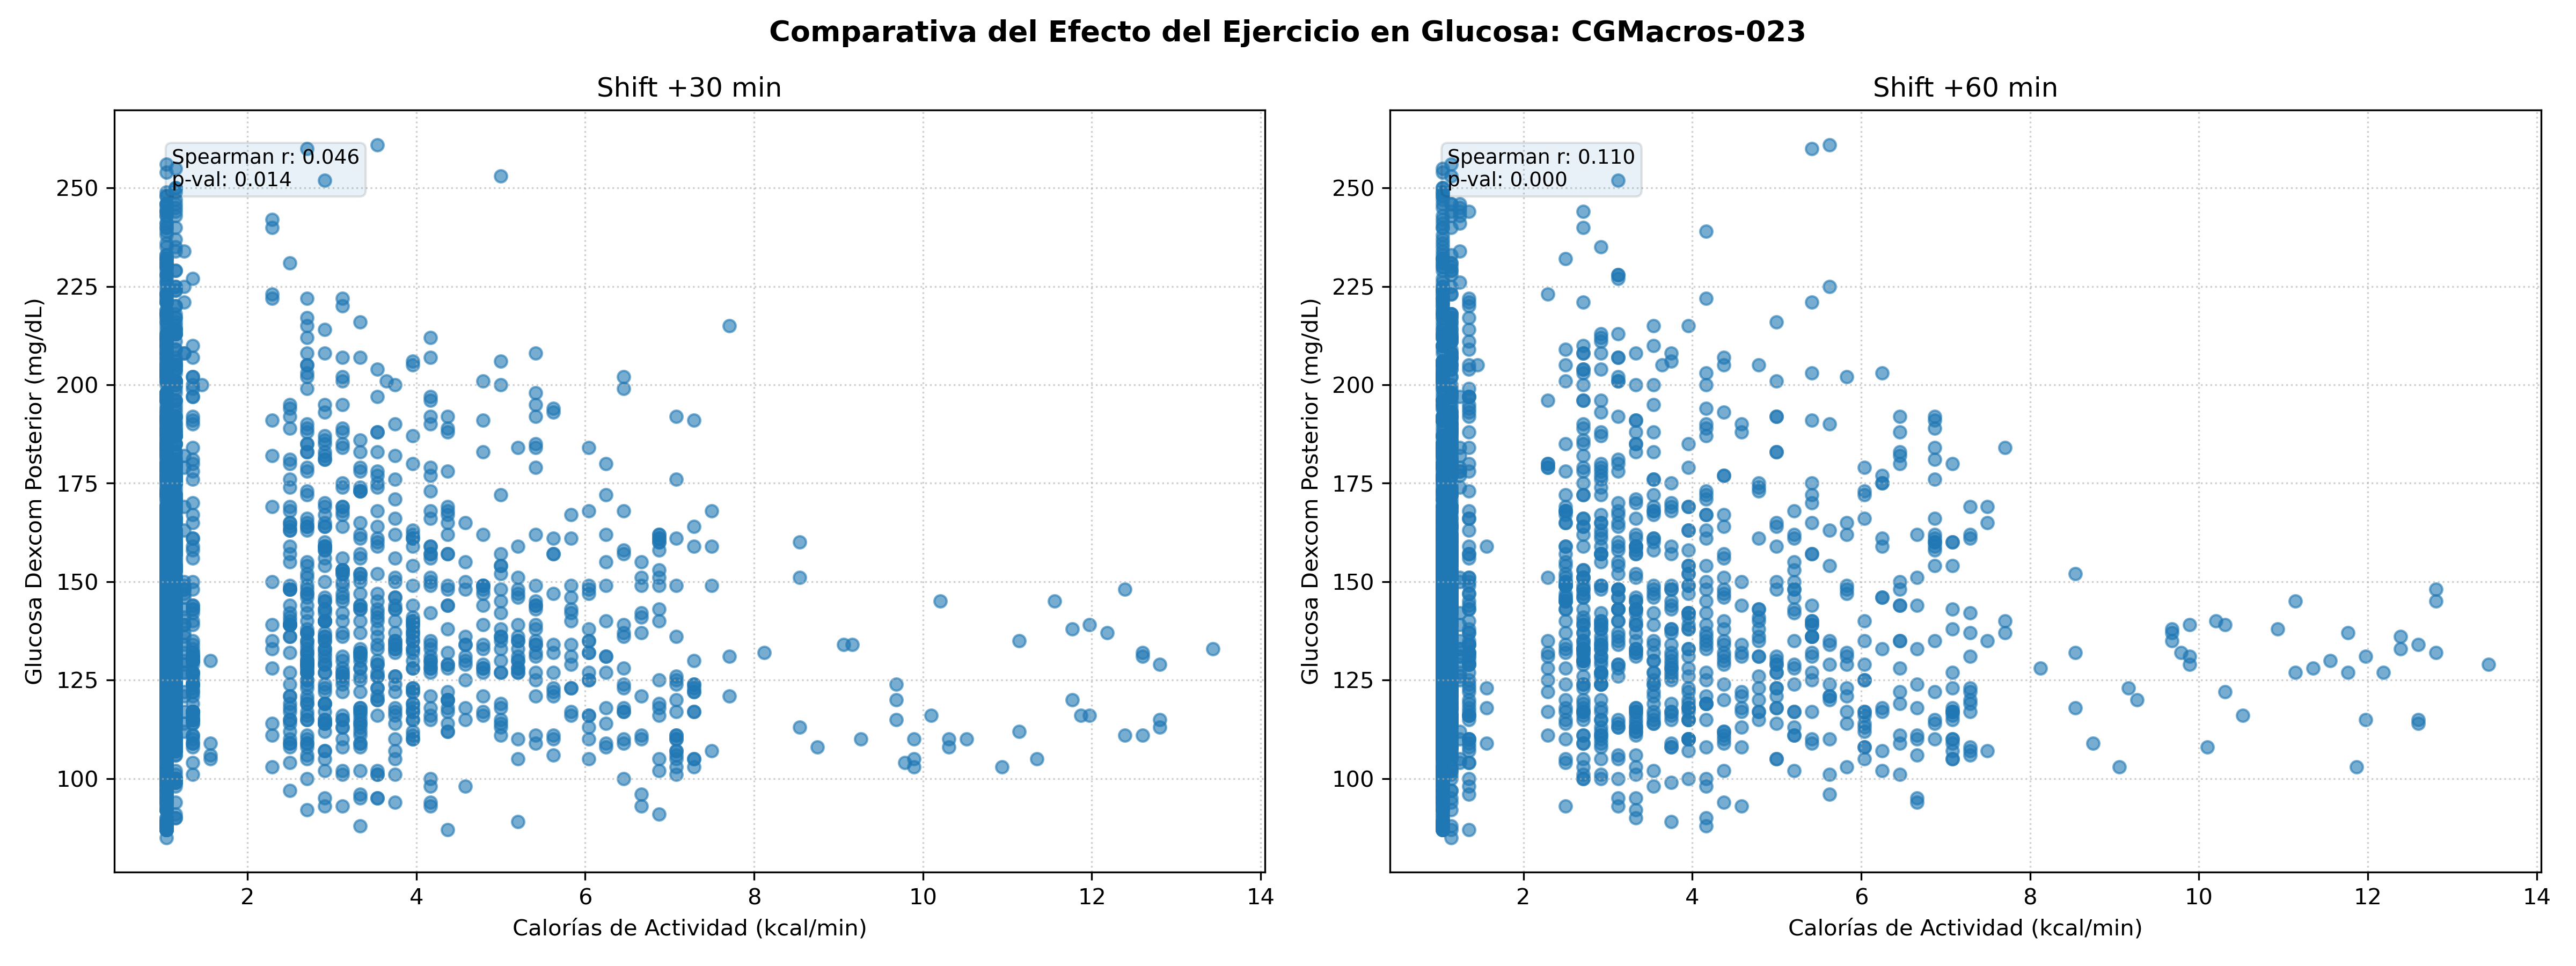 Comparativa del Efecto del Ejercicio en Glucosa: CGMacros-023
Shift +30 min
Spearman r: 0.046
p-val: 0.014
250
225
200
175
150
125
100
Glucosa Dexcom Posterior (mg/dL)
2 4 6 8 10 12 14
Calorías de Actividad (kcal/min)
Shift +60 min
Spearman r: 0.110
p-val: 0.000
250
225
200
175
150
125
100
Glucosa Dexcom Posterior (mg/dL)
2 4 6 8 10 12 14
Calorías de Actividad (kcal/min)